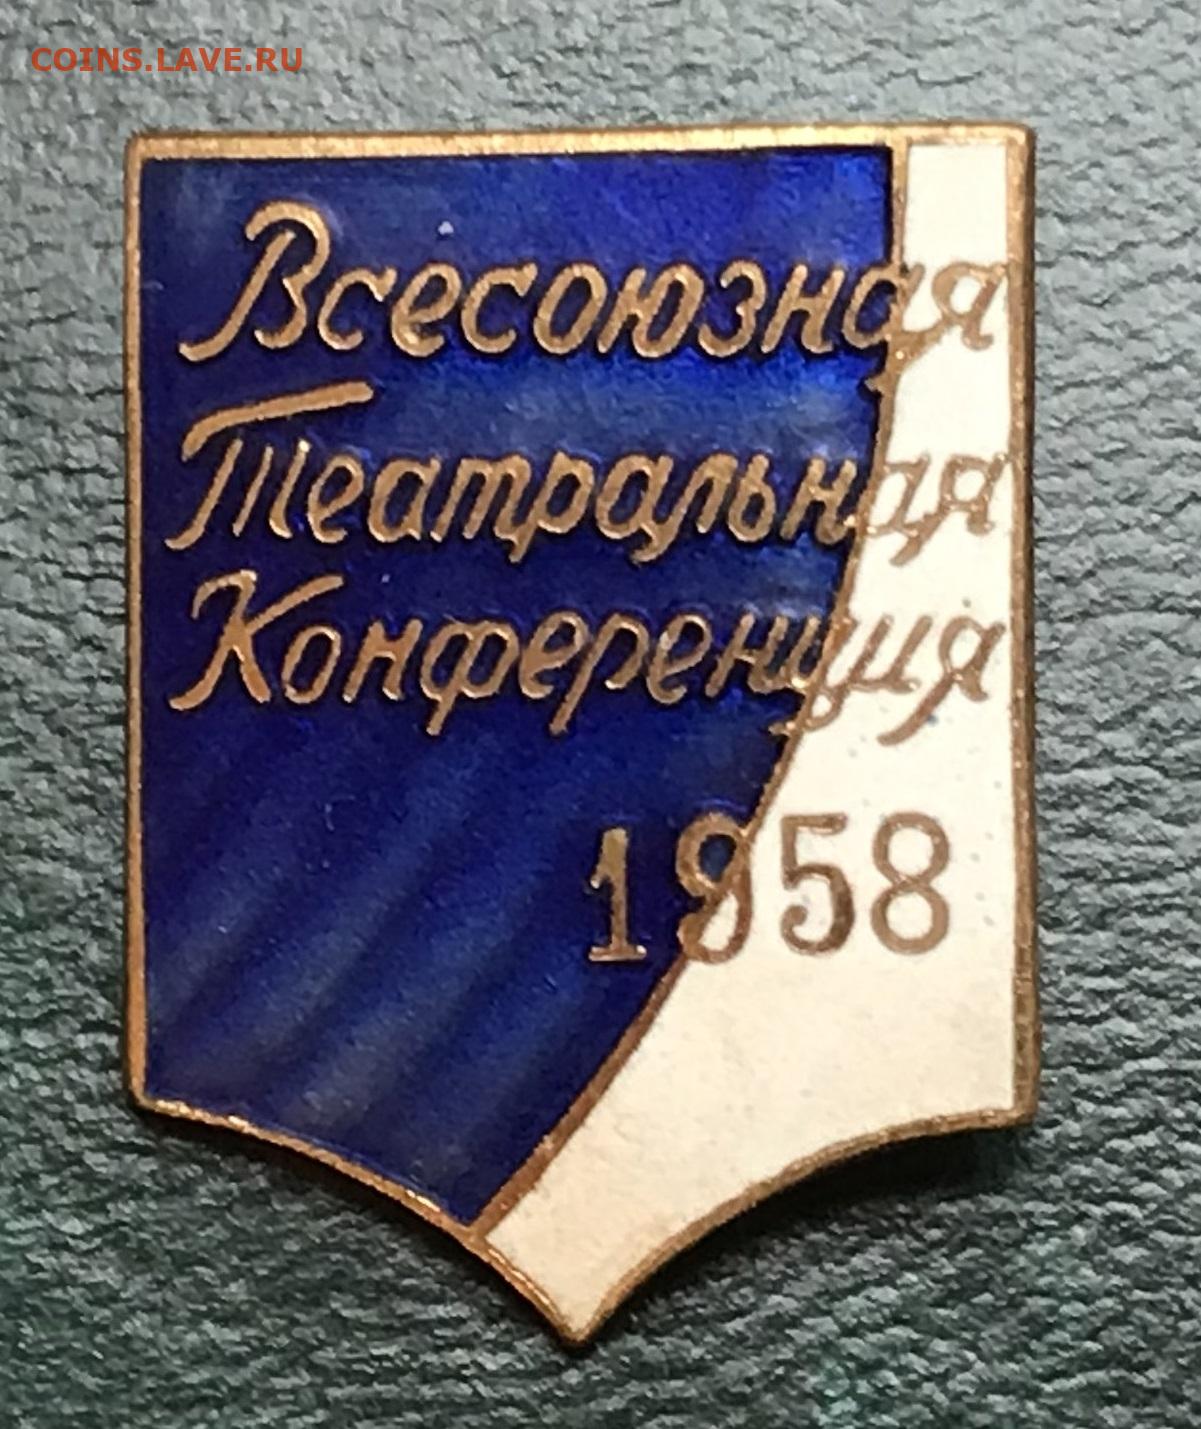 COINS.LAVE.RU
Всесоюзная
Театральная
Конференция
1958